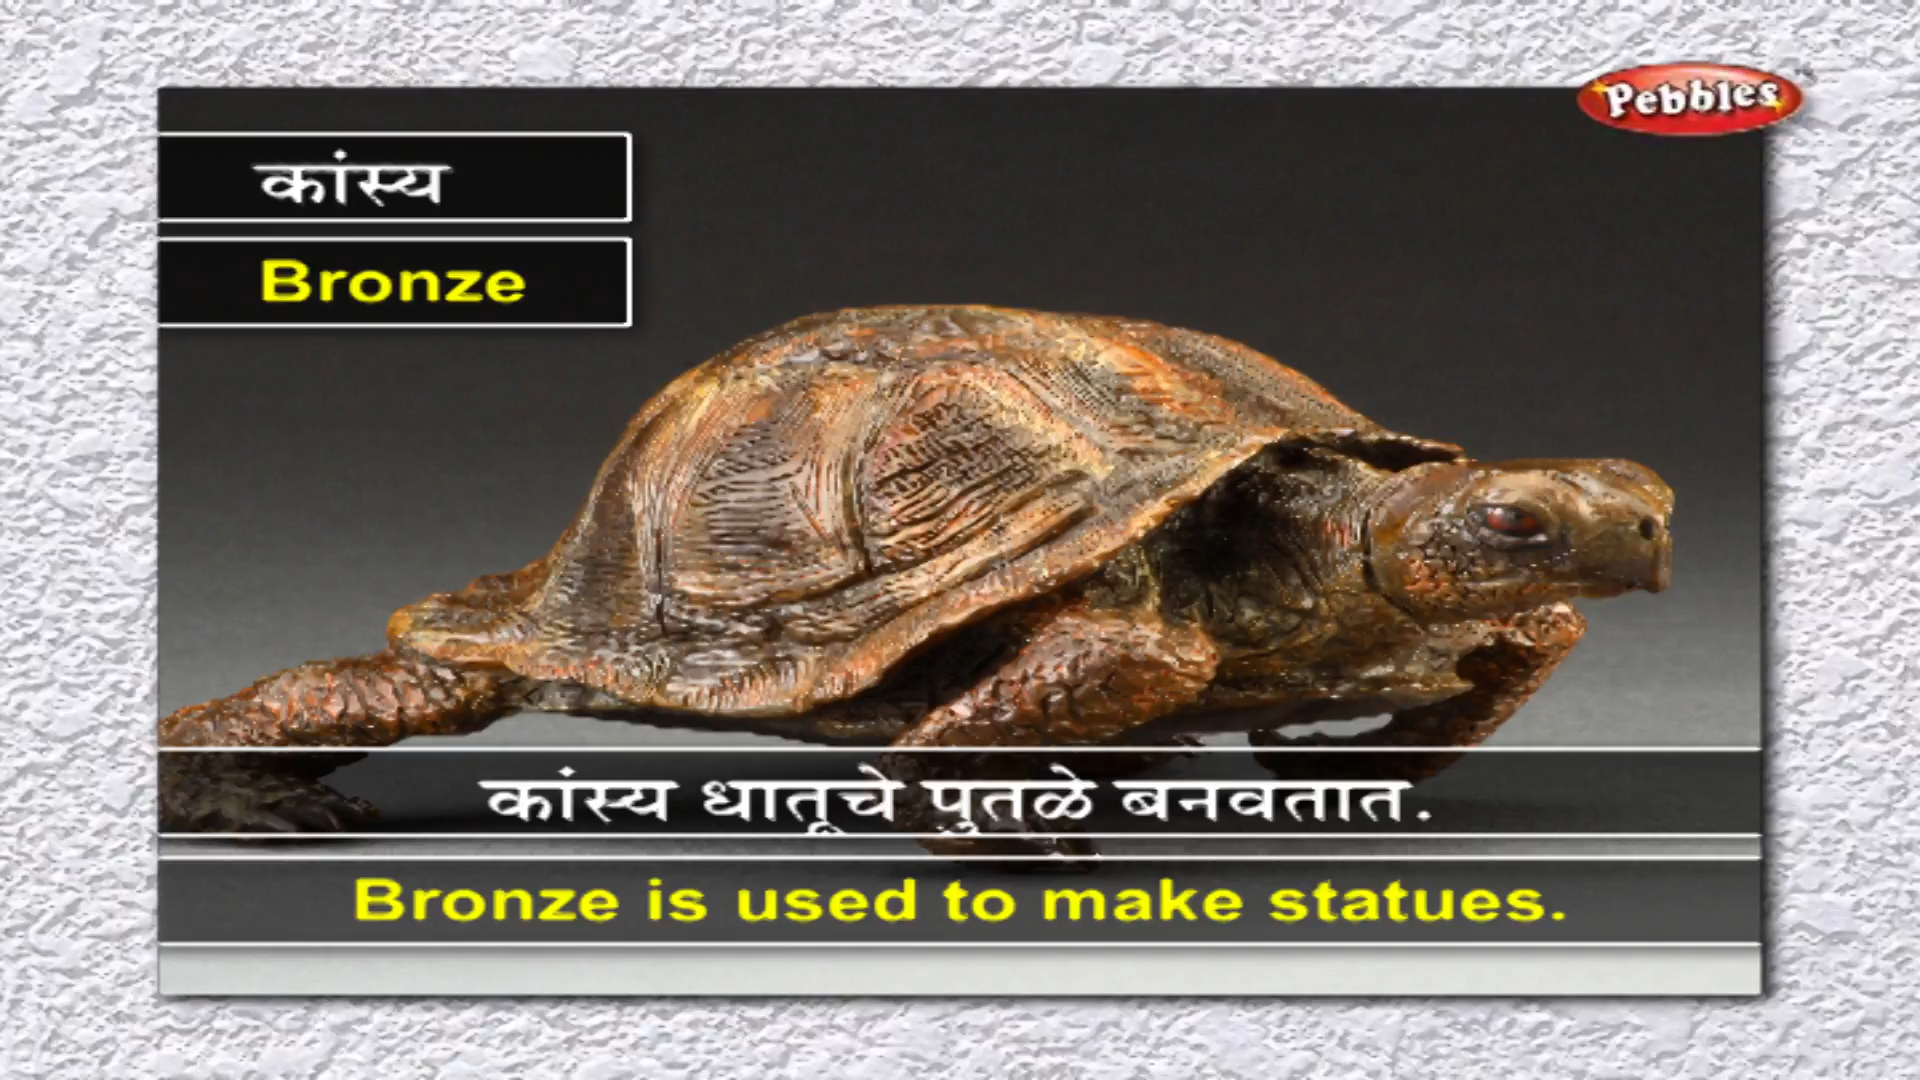 Pebbles
कांस्य
Bronze
कांस्य धातूचे पुतळे बनवतात.
Bronze is used to make statues.